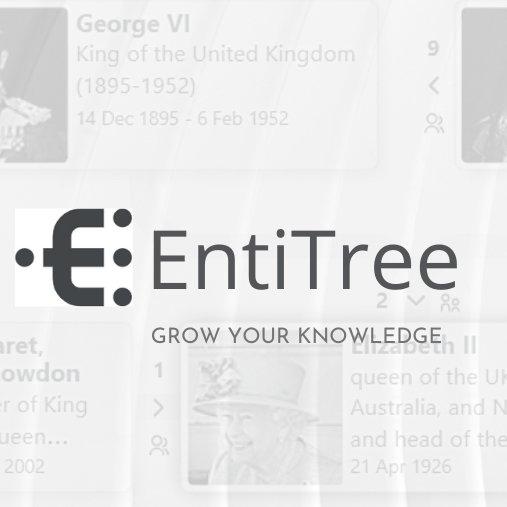 George VI
King of the United Kingdom
(1895-1952)
14 Dec 1895 - 6 Feb 1952
9
EntiTree
2
GROW YOUR KNOWLEDGE
aret,
owdon
er of King
ueen...
2002
1
Elizabeth II
queen of the UK
Australia, and N
and head of the
21 Apr 1926